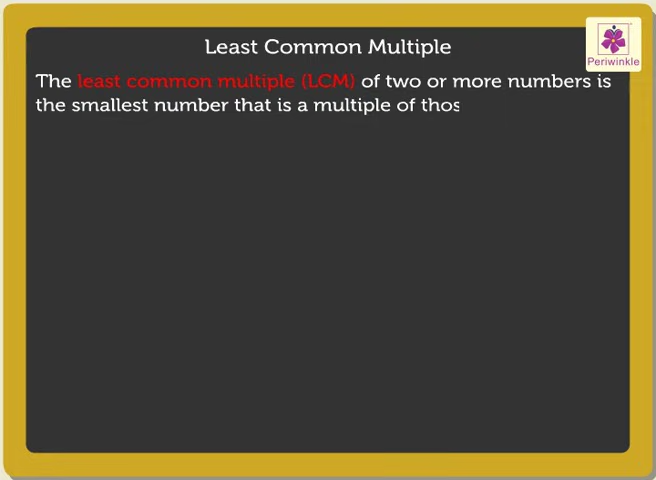 Least Common Multiple
Periwinkle
The least common multiple (LCM) of two or more numbers is
the smallest number that is a multiple of thos